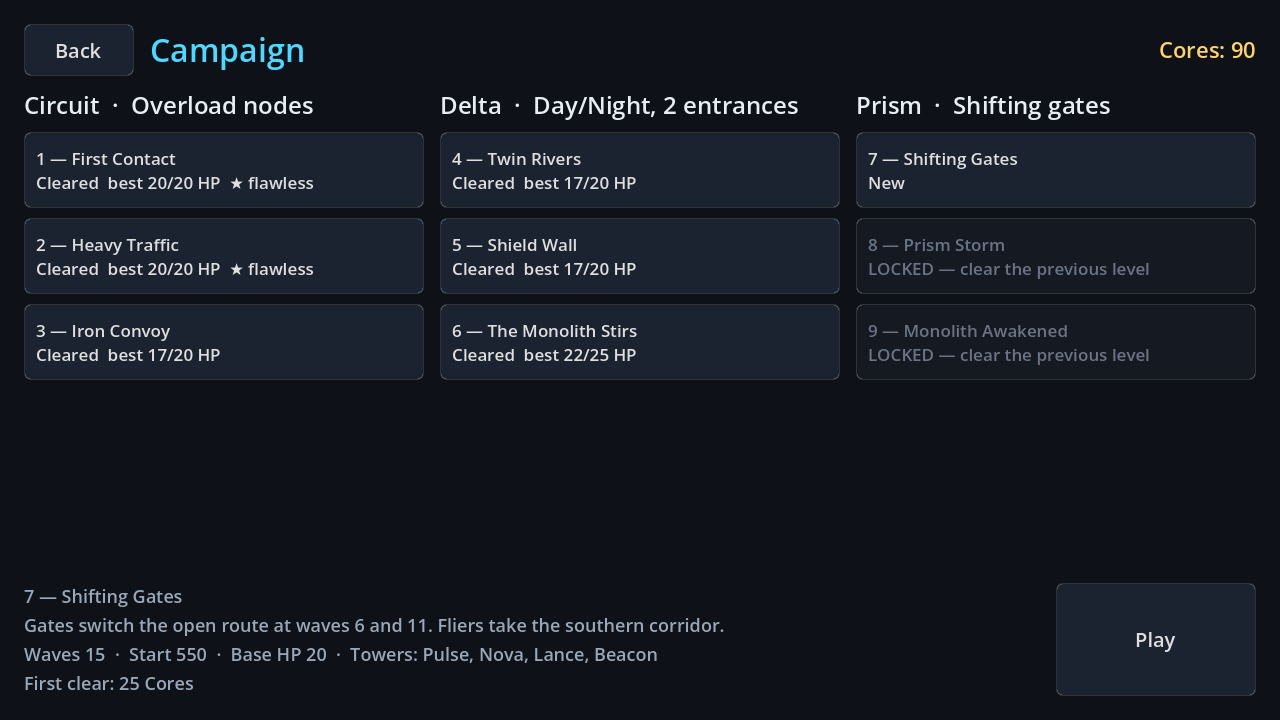 Back
Campaign
Cores: 90
Circuit · Overload nodes
1 — First Contact
Cleared best 20/20 HP ★ flawless
2 — Heavy Traffic
Cleared best 20/20 HP ★ flawless
3 — Iron Convoy
Cleared best 17/20 HP
Delta · Day/Night, 2 entrances
4 — Twin Rivers
Cleared best 17/20 HP
5 — Shield Wall
Cleared best 17/20 HP
6 — The Monolith Stirs
Cleared best 22/25 HP
Prism · Shifting gates
7 — Shifting Gates
New
8 — Prism Storm
LOCKED — clear the previous level
9 — Monolith Awakened
LOCKED — clear the previous level
7 — Shifting Gates
Gates switch the open route at waves 6 and 11. Fliers take the southern corridor.
Waves 15 · Start 550 · Base HP 20 · Towers: Pulse, Nova, Lance, Beacon
First clear: 25 Cores
Play